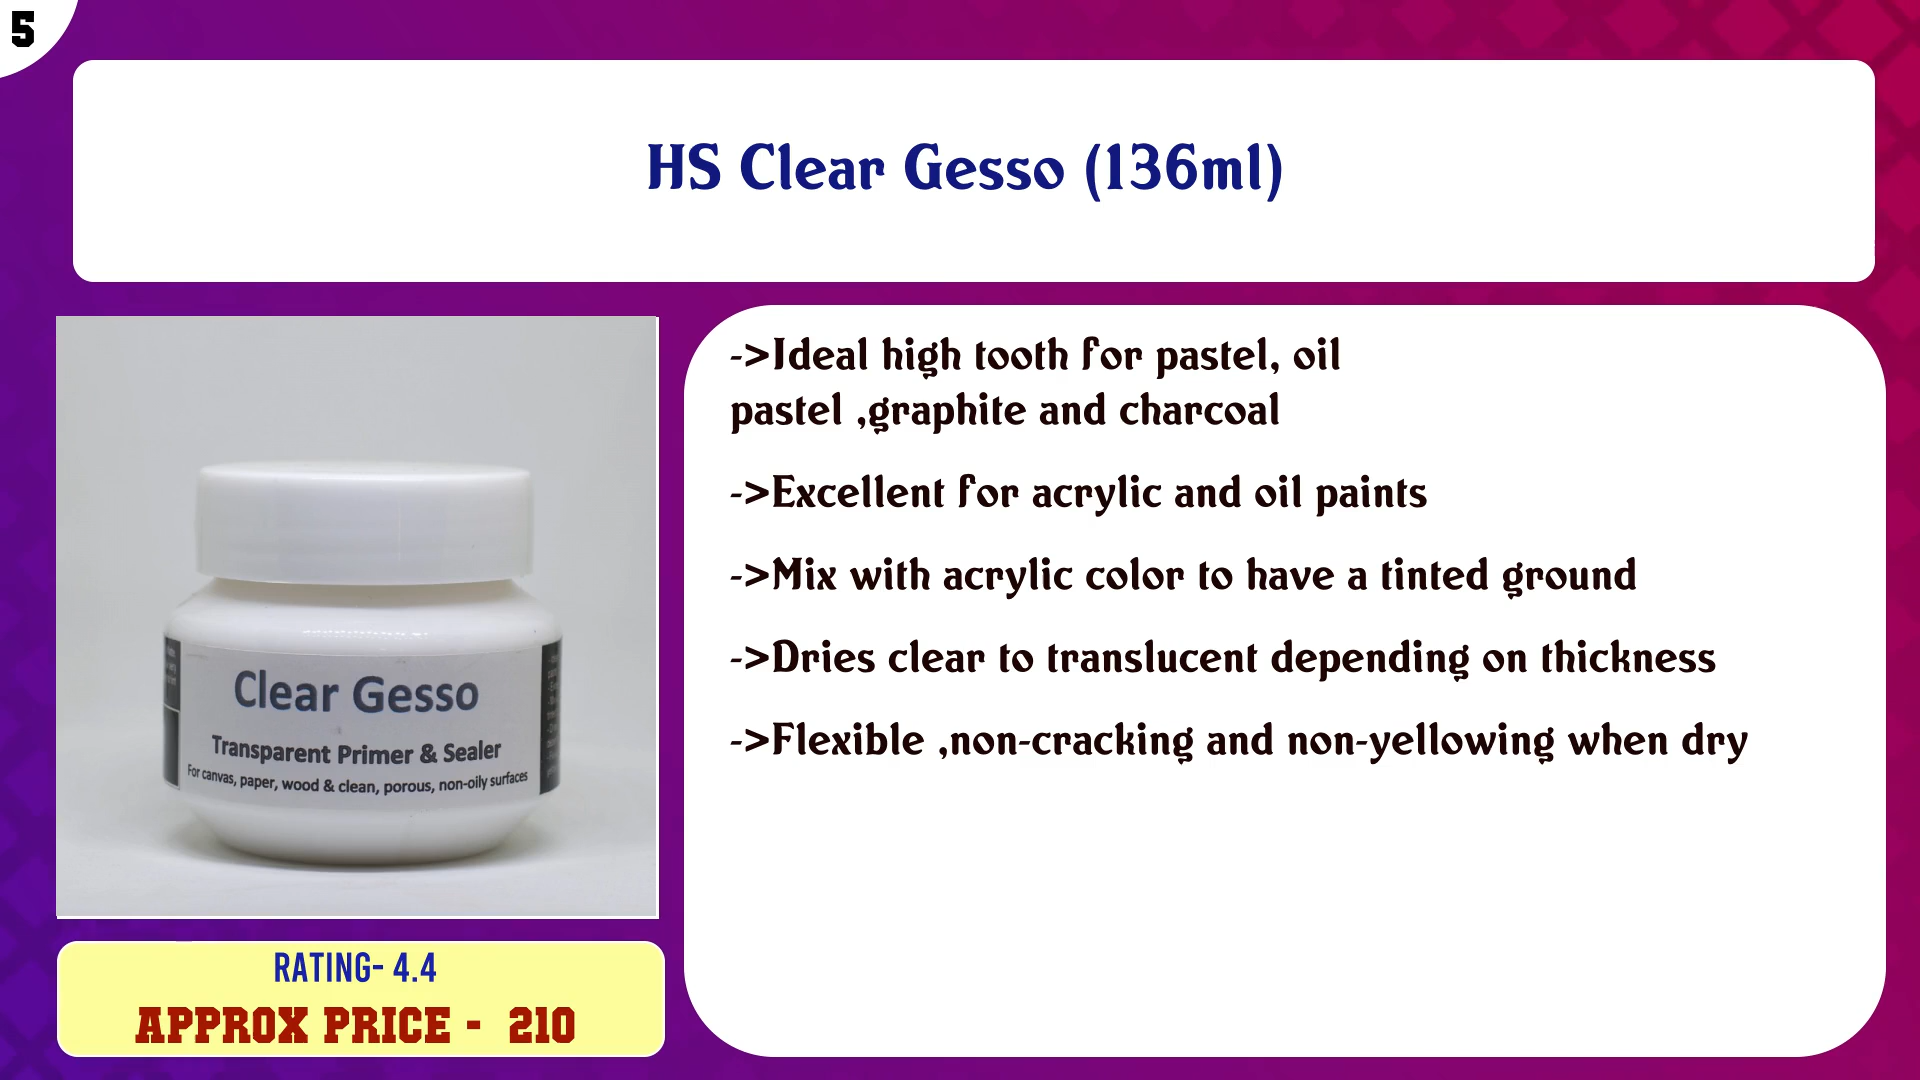 5
HS Clear Gesso (136ml)
->Ideal high tooth for pastel, oil
pastel ,graphite and charcoal
->Excellent for acrylic and oil paints
->Mix with acrylic color to have a tinted ground
->Dries clear to translucent depending on thickness
->Flexible ,non-cracking and non-yellowing when dry
Clear Gesso
Transparent Primer & Sealer
For canvas, paper, wood & clean, porous, non-oily surfaces
RATING- 4.4
APPROX PRICE - 210